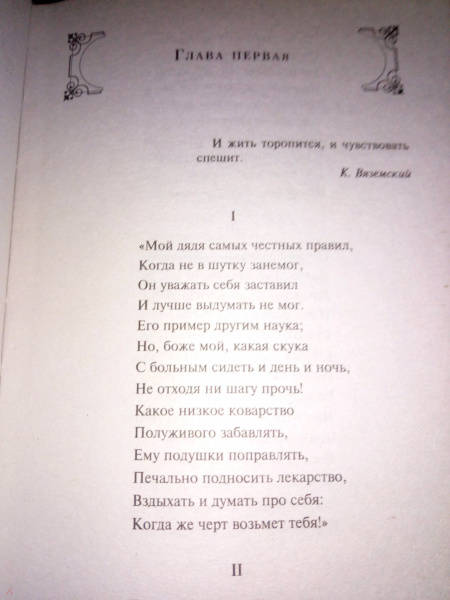 Глава первая
И жить торопится, и чувствовать
спешит.
К. Вяземский
I
«Мой дядя самых честных правил,
Когда не в шутку занемог,
Он уважать себя заставил
И лучше выдумать не мог.
Его пример другим наука;
Но, боже мой, какая скука
С больным сидеть и день и ночь,
Не отходя ни шагу прочь!
Какое низкое коварство
Полуживого забавлять,
Ему подушки поправлять,
Печально подносить лекарство,
Вздыхать и думать про себя:
Когда же черт возьмет тебя!»
II